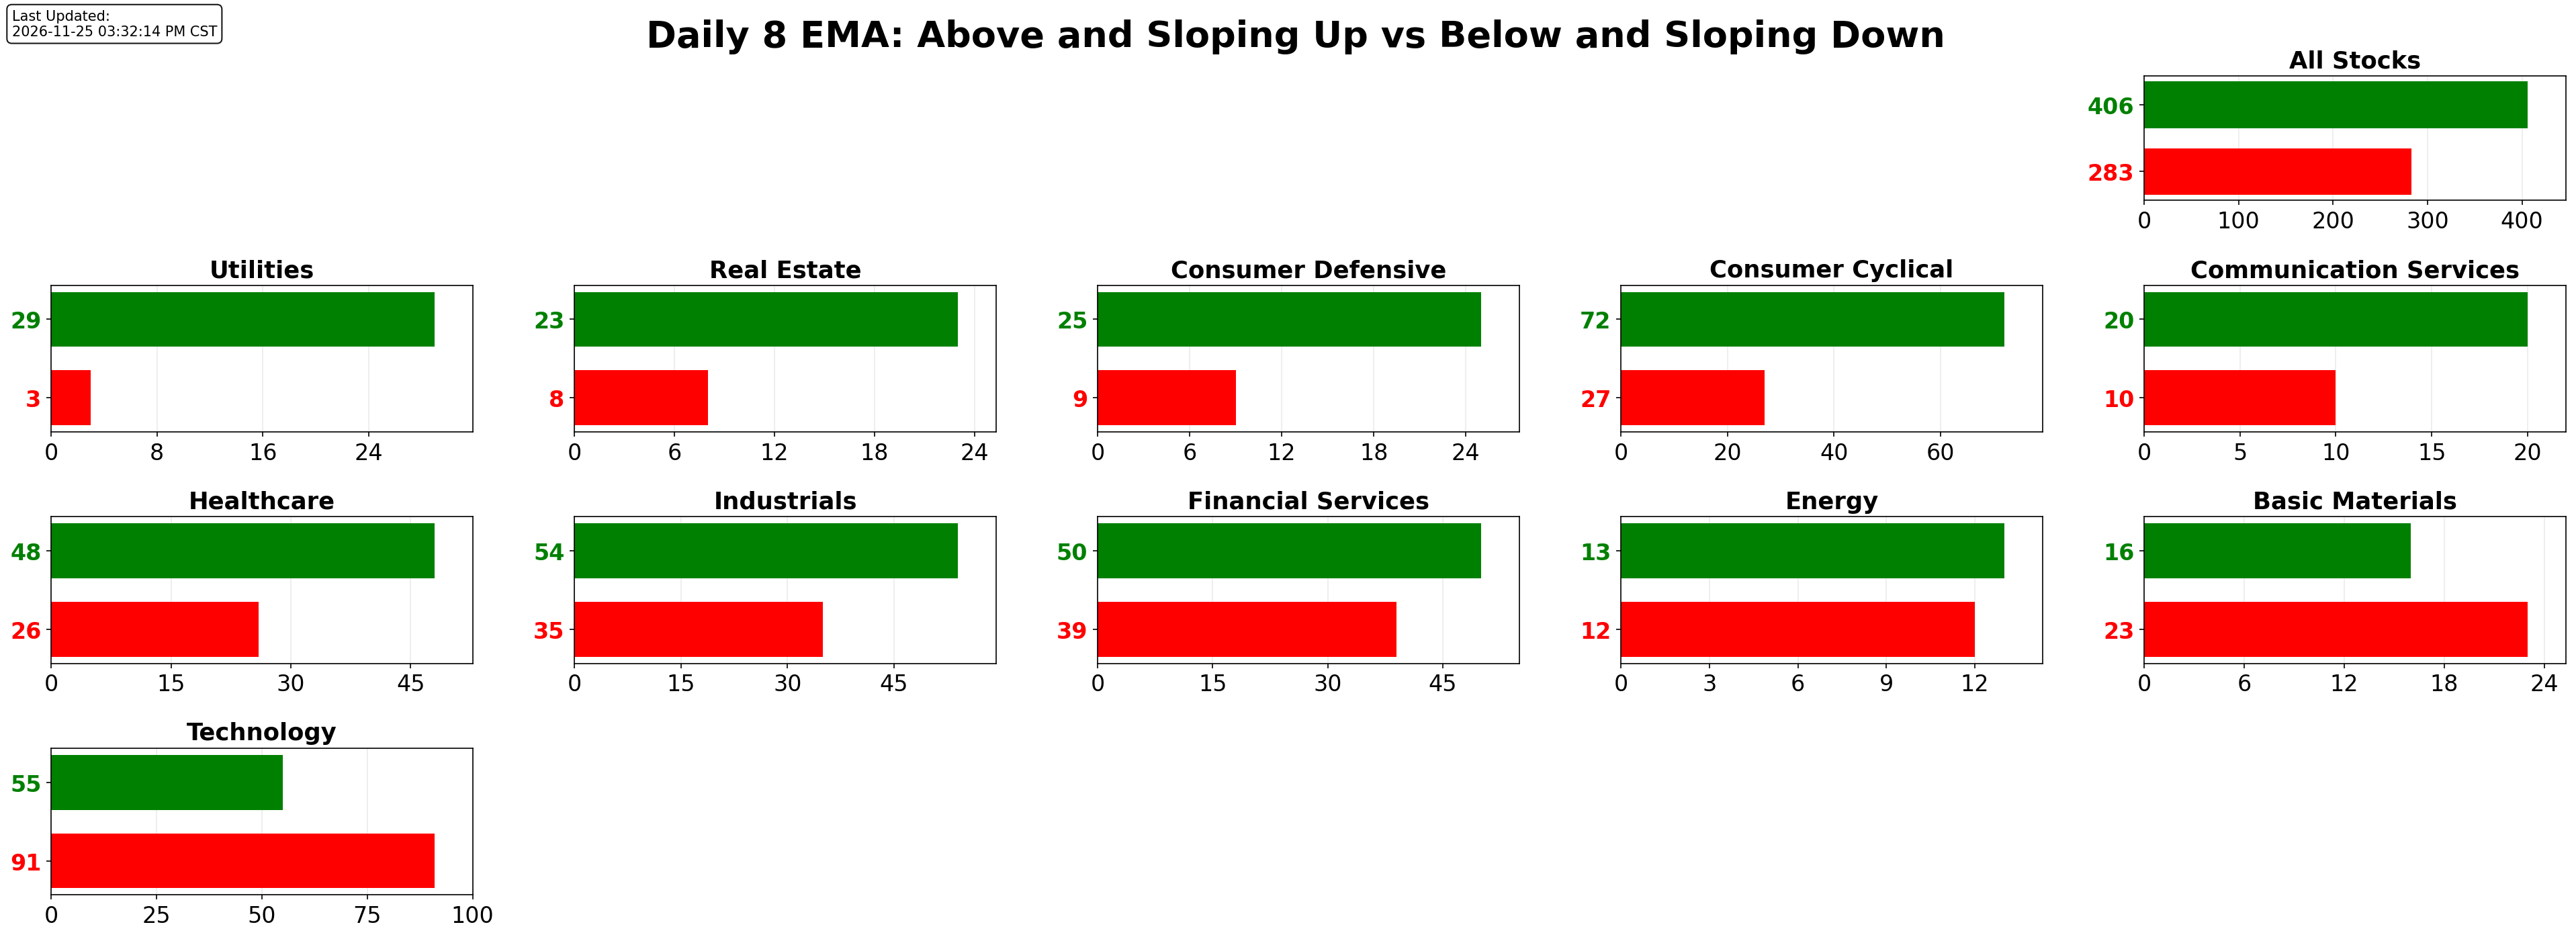 Last Updated:
2026-11-25 03:32:14 PM CST
Daily 8 EMA: Above and Sloping Up vs Below and Sloping Down
All Stocks
406
283
0 100 200 300 400
Utilities
29
3
0 8 16 24
Real Estate
23
8
0 6 12 18 24
Consumer Defensive
25
9
0 6 12 18 24
Consumer Cyclical
72
27
0 20 40 60
Communication Services
20
10
0 5 10 15 20
Healthcare
48
26
0 15 30 45
Industrials
54
35
0 15 30 45
Financial Services
50
39
0 15 30 45
Energy
13
12
0 3 6 9 12
Basic Materials
16
23
0 6 12 18 24
Technology
55
91
0 25 50 75 100